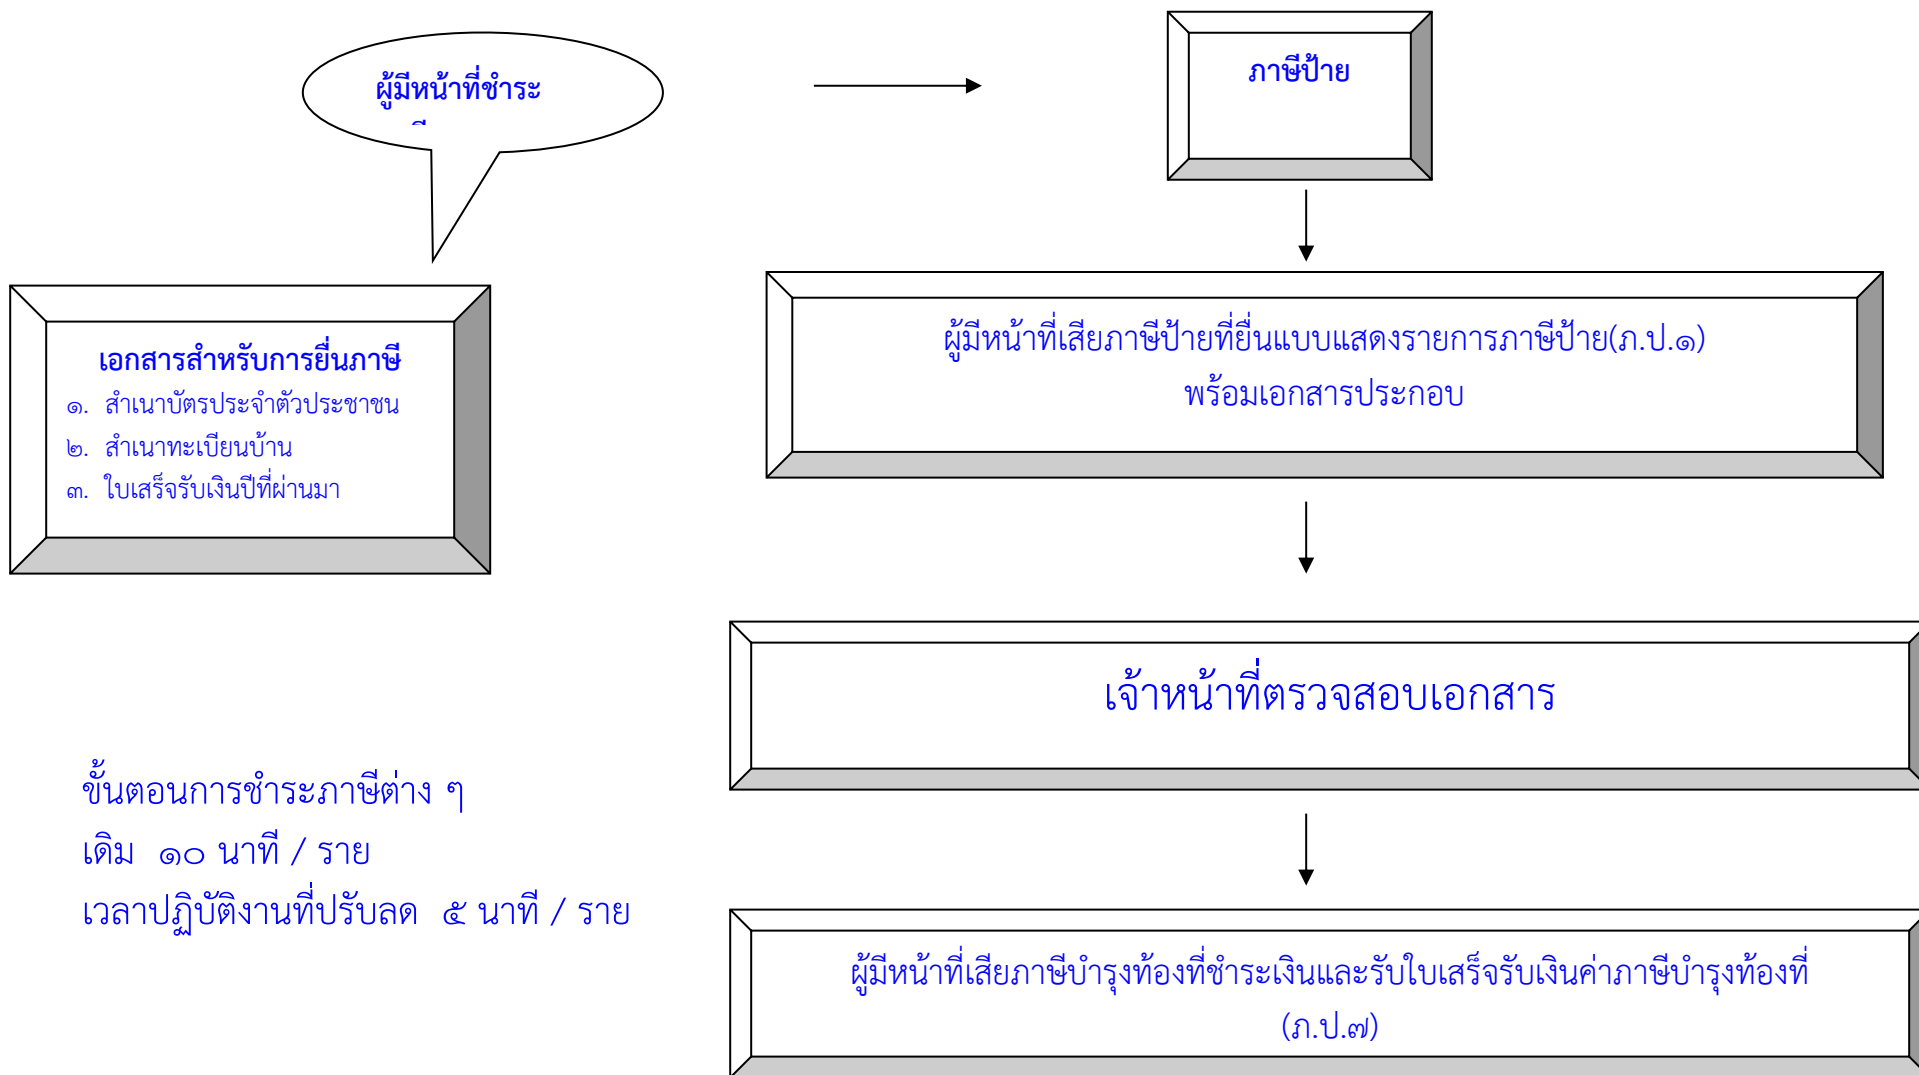 ผู้มีหน้าที่ชำระ
ภาษีป้าย
เอกสารสำหรับการยื่นภาษี
๑. สำเนาบัตรประจำตัวประชาชน
๒. สำเนาทะเบียนบ้าน
๓. ใบเสร็จรับเงินปีที่ผ่านมา
ผู้มีหน้าที่เสียภาษีป้ายที่ยื่นแบบแสดงรายการภาษีป้าย(ภ.ป.๑)
พร้อมเอกสารประกอบ
เจ้าหน้าที่ตรวจสอบเอกสาร
ขั้นตอนการชำระภาษีต่าง ๆ
เดิม ๑๐ นาที / ราย
เวลาปฏิบัติงานที่ปรับลด ๕ นาที / ราย
ผู้มีหน้าที่เสียภาษีบำรุงท้องที่ชำระเงินและรับใบเสร็จรับเงินค่าภาษีบำรุงท้องที่
(ภ.ป.๗)